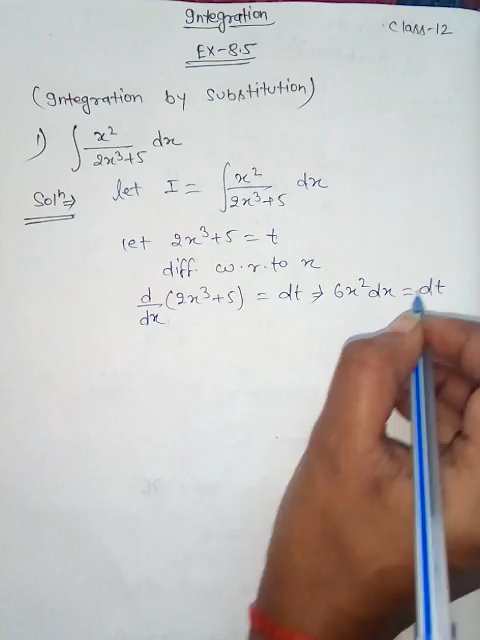 Integration
Class-12
Ex-8.5
(Integration by substitution)
1) ∫ x²/(2x³+5) dx
Solⁿ⇒ let I = ∫ x²/(2x³+5) dx
let 2x³+5 = t
diff. w.r.to x
d/dx (2x³+5) = dt ⇒ 6x²dx = dt